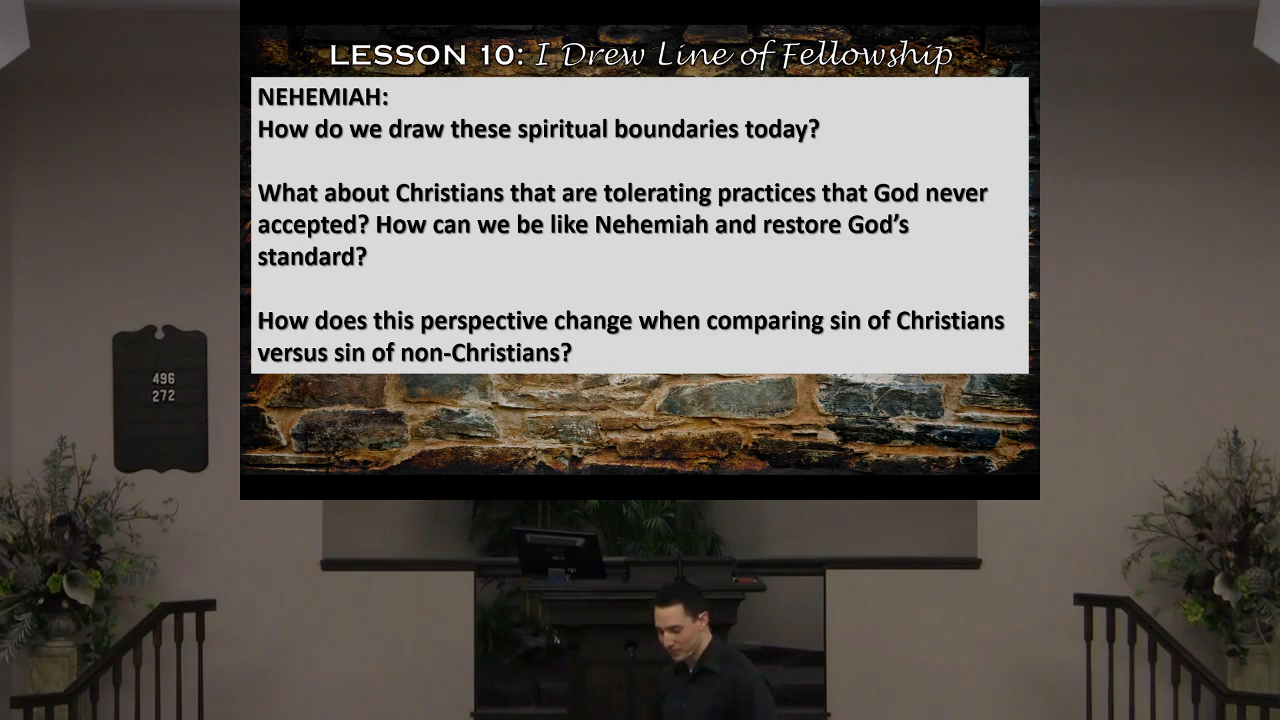 LESSON 10: I Drew Line of Fellowship
NEHEMIAH:
How do we draw these spiritual boundaries today?
What about Christians that are tolerating practices that God never
accepted? How can we be like Nehemiah and restore God's
standard?
How does this perspective change when comparing sin of Christians
versus sin of non-Christians?
496
272